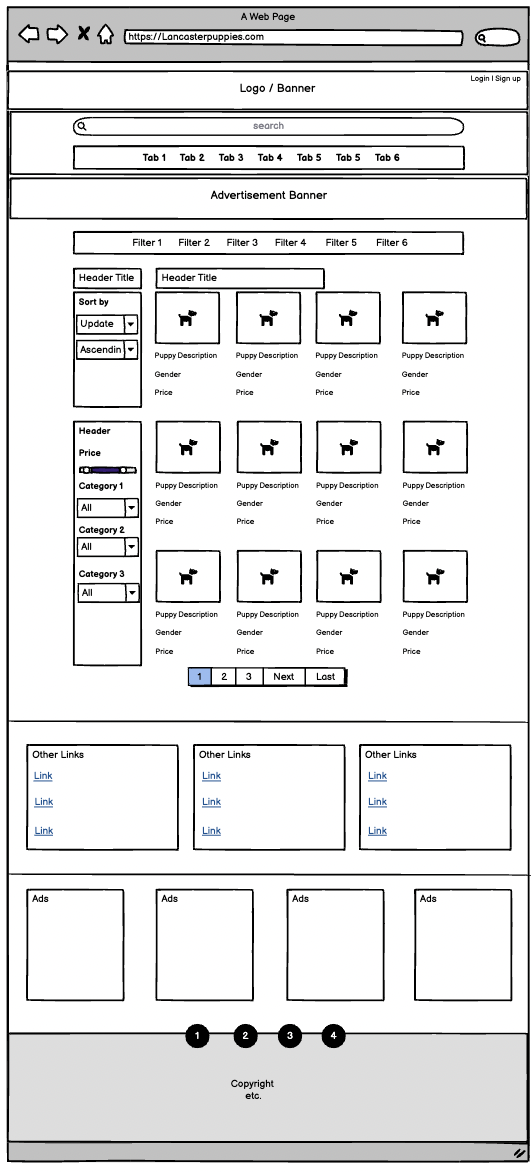 A Web Page
https://Lancasterpuppies.com
Login | Sign up
Logo / Banner
search
Tab 1 Tab 2 Tab 3 Tab 4 Tab 5 Tab 5 Tab 6
Advertisement Banner
Filter 1 Filter 2 Filter 3 Filter 4 Filter 5 Filter 6
Header Title
Sort by
Update
Ascendin
Header
Price
Category 1
All
Category 2
All
Category 3
All
Header Title
Puppy Description Puppy Description Puppy Description Puppy Description
Gender Gender Gender Gender
Price Price Price Price
Puppy Description Puppy Description Puppy Description Puppy Description
Gender Gender Gender Gender
Price Price Price Price
Puppy Description Puppy Description Puppy Description Puppy Description
Gender Gender Gender Gender
Price Price Price Price
1 2 3 Next Last
Other Links
Link
Link
Link
Other Links
Link
Link
Link
Other Links
Link
Link
Link
Ads Ads Ads Ads
1 2 3 4
Copyright
etc.